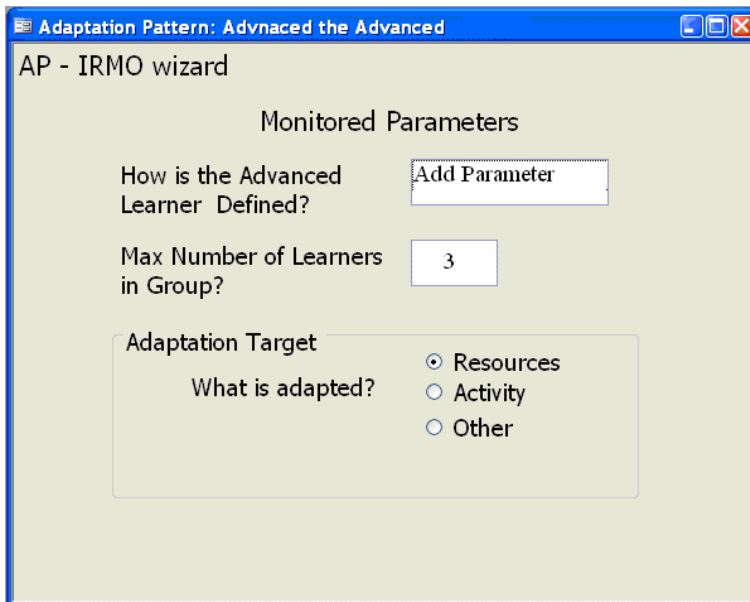 Adaptation Pattern: Advnaced the Advanced
AP - IRMO wizard
Monitored Parameters
How is the Advanced
Learner Defined?
Add Parameter
Max Number of Learners
in Group?
3
Adaptation Target
What is adapted?
Resources
Activity
Other